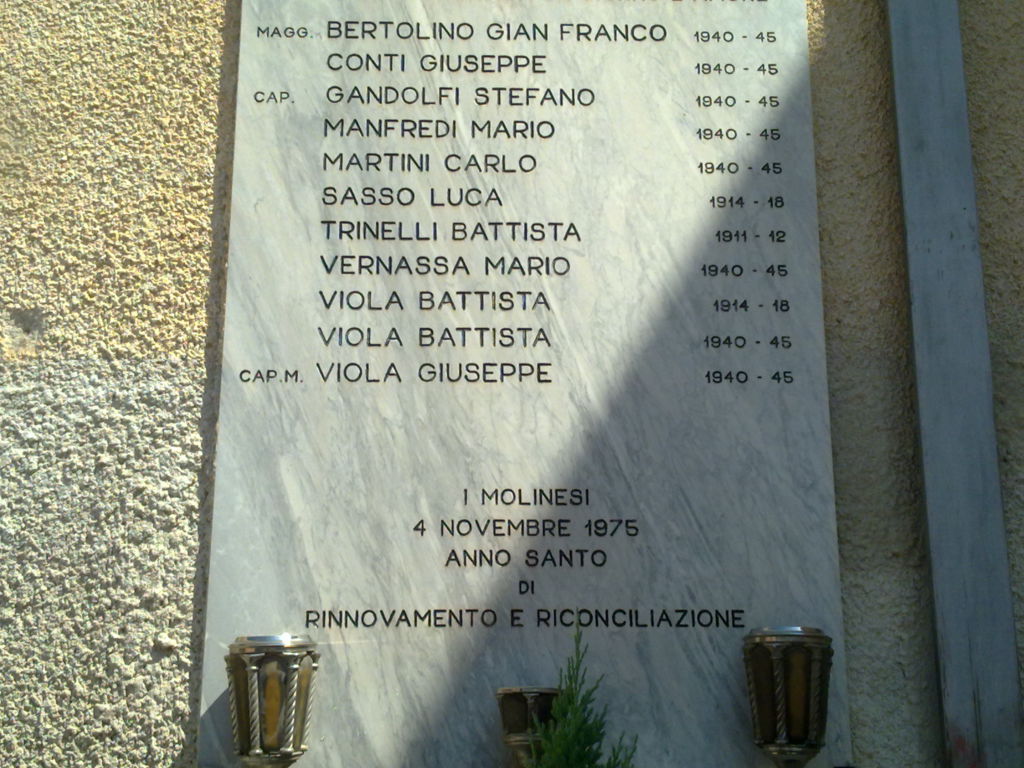 MAGG. BERTOLINO GIAN FRANCO 1940 - 45
CONTI GIUSEPPE 1940 - 45
CAP. GANDOLFI STEFANO 1940 - 45
MANFREDI MARIO 1940 - 45
MARTINI CARLO 1940 - 45
SASSO LUCA 1914 - 18
TRINELLI BATTISTA 1911 - 12
VERNASSA MARIO 1940 - 45
VIOLA BATTISTA 1914 - 18
VIOLA BATTISTA 1940 - 45
CAP.M. VIOLA GIUSEPPE 1940 - 45
I MOLINESI
4 NOVEMBRE 1975
ANNO SANTO
DI
RINNOVAMENTO E RICONCILIAZIONE